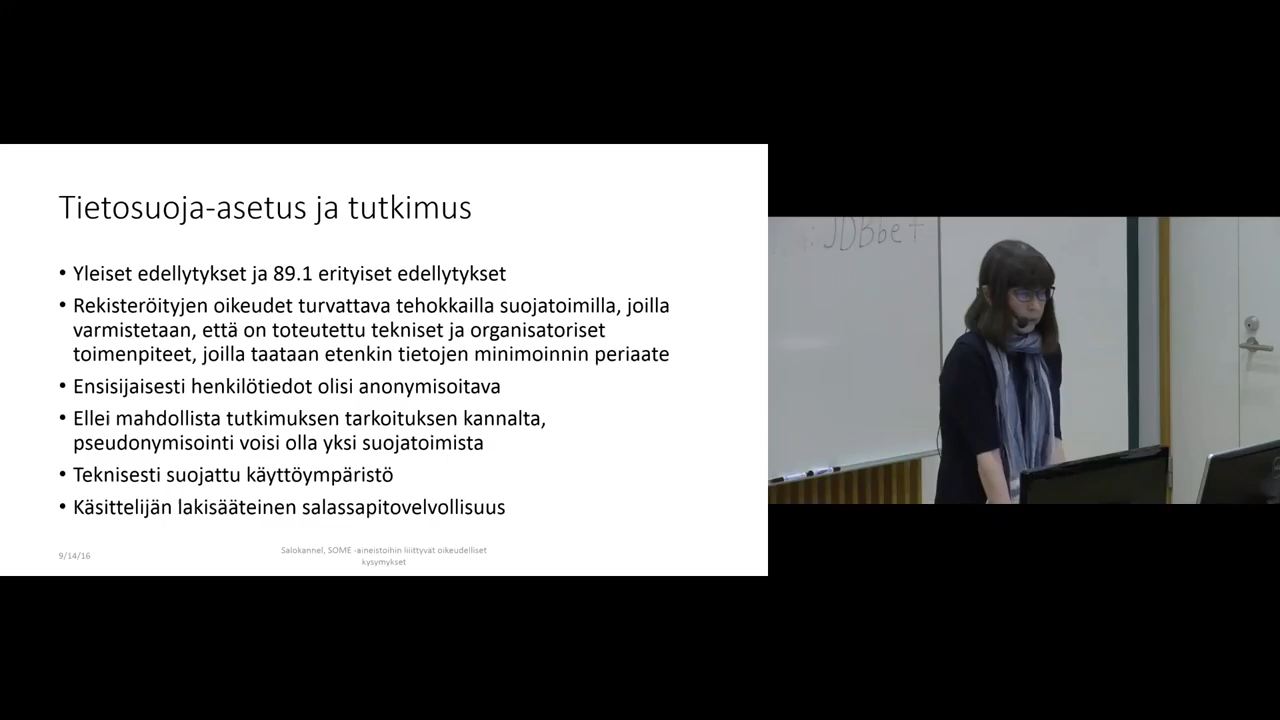 Tietosuoja-asetus ja tutkimus
• Yleiset edellytykset ja 89.1 erityiset edellytykset
• Rekisteröityjen oikeudet turvattava tehokkailla suojatoimilla, joilla
varmistetaan, että on toteutettu tekniset ja organisatoriset
toimenpiteet, joilla taataan etenkin tietojen minimoinnin periaate
• Ensisijaisesti henkilötiedot olisi anonymisoitava
• Ellei mahdollista tutkimuksen tarkoituksen kannalta,
pseudonymisointi voisi olla yksi suojatoimista
• Teknisesti suojattu käyttöympäristö
• Käsittelijän lakisääteinen salassapitovelvollisuus
9/14/16
Salokannel, SOME -aineistoihin liiittyvät oikeudelliset
kysymykset